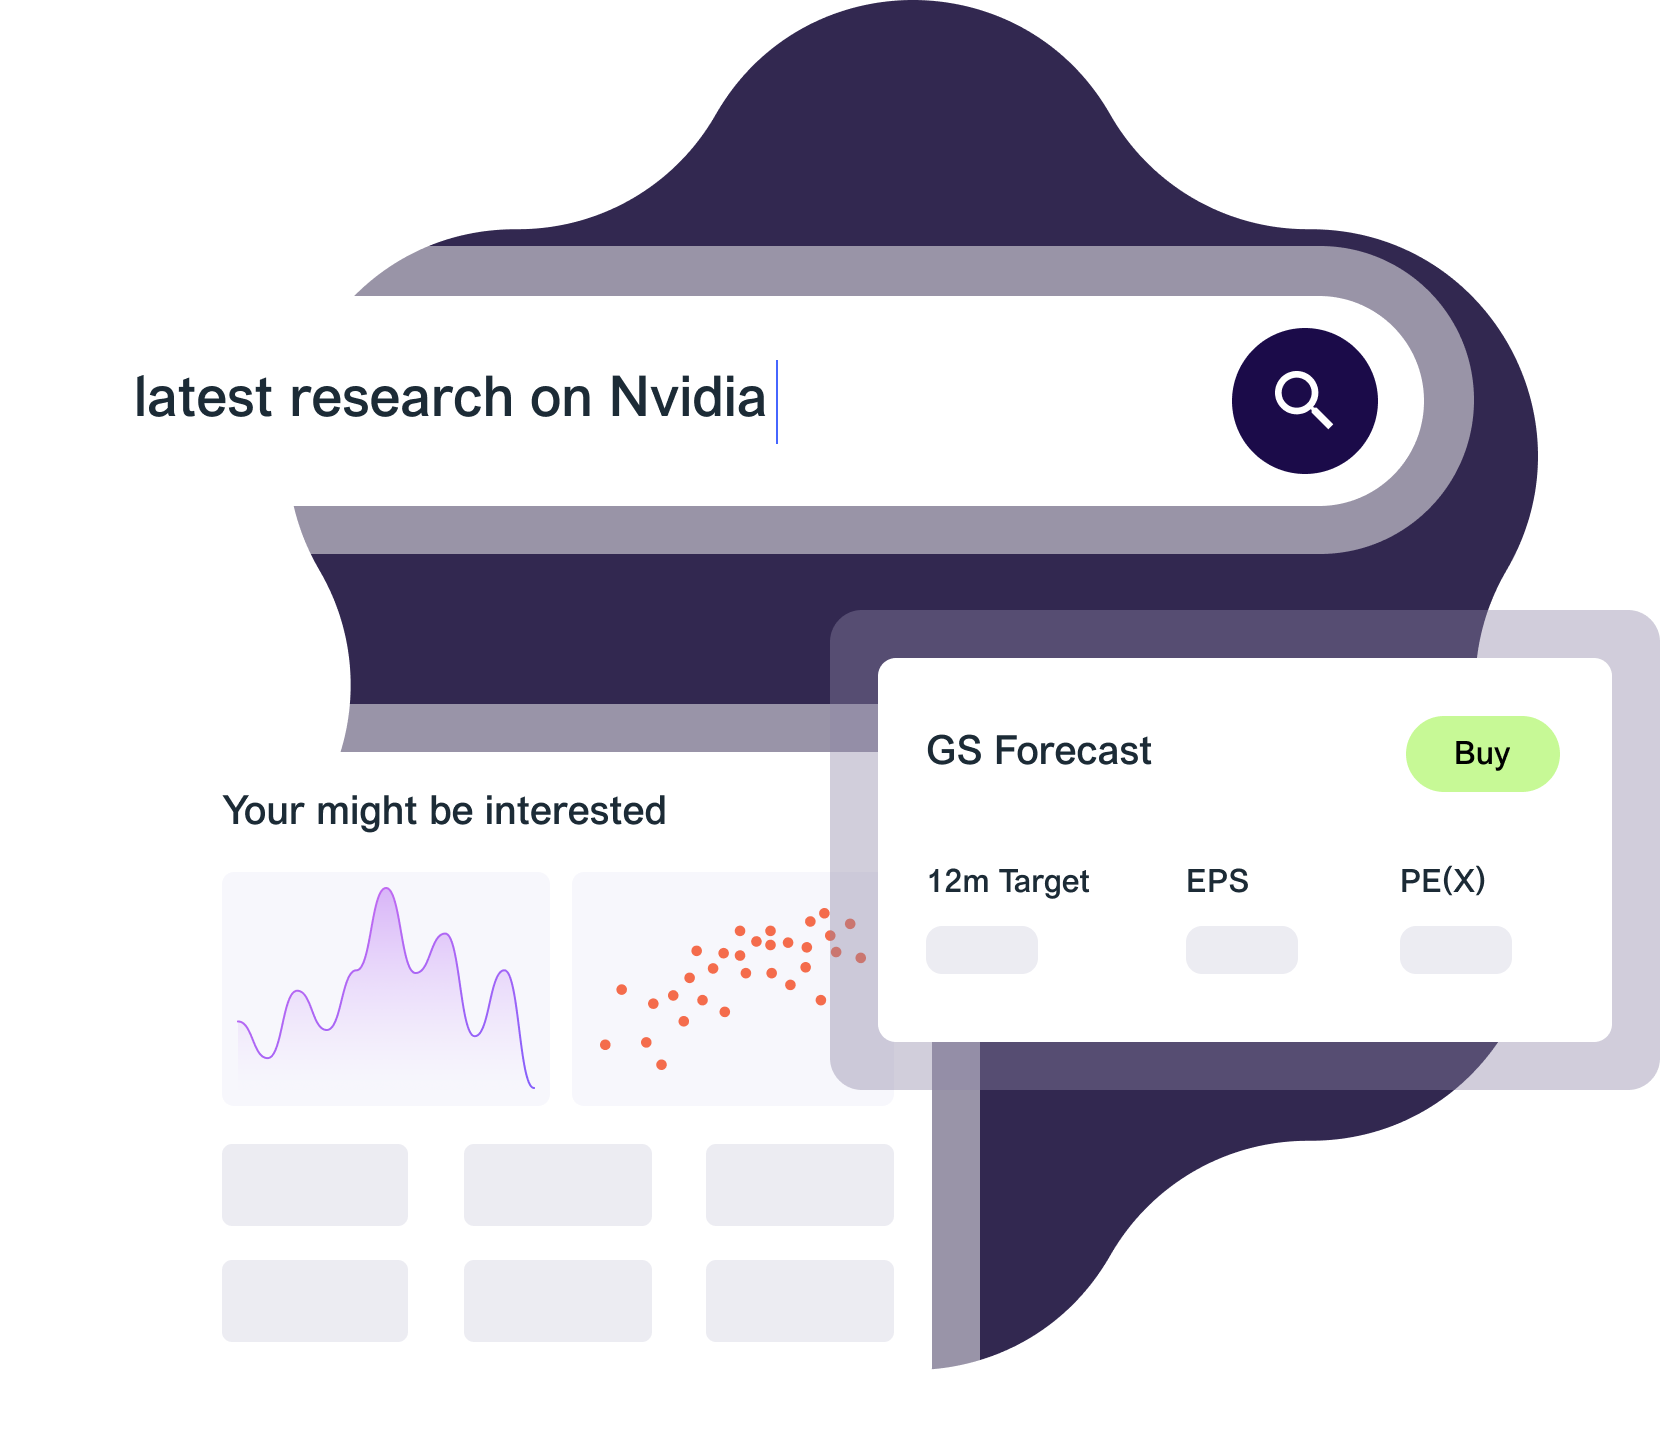 latest research on Nvidia
GS Forecast
Buy
Your might be interested
12m Target
EPS
PE(X)